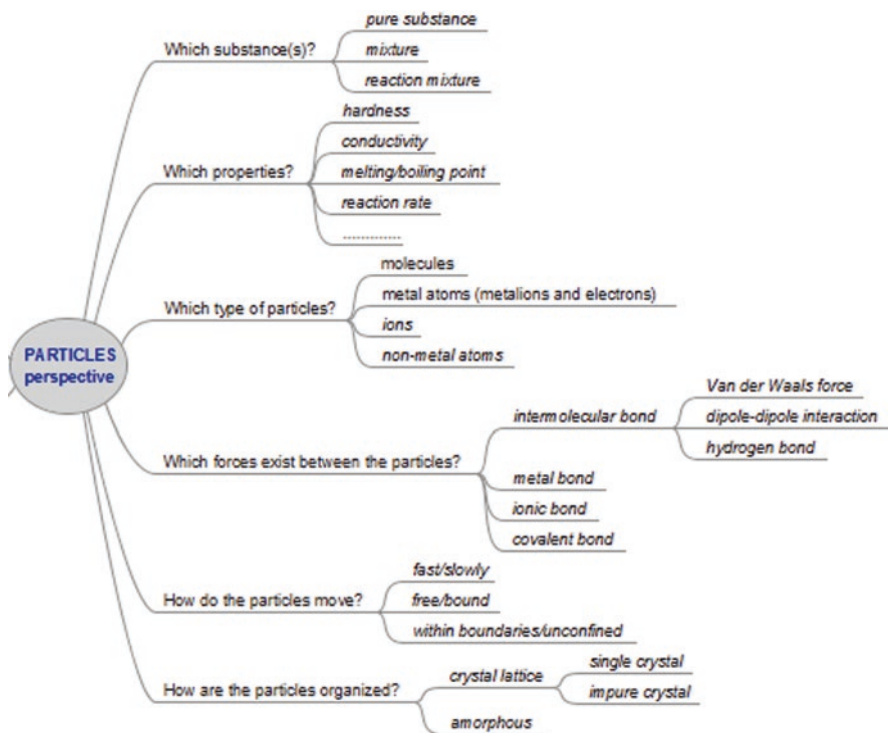 Which substance(s)?
pure substance
mixture
reaction mixture
Which properties?
hardness
conductivity
melting/boiling point
reaction rate
.............
PARTICLES
perspective
Which type of particles?
molecules
metal atoms (metalions and electrons)
ions
non-metal atoms
Which forces exist between the particles?
intermolecular bond
Van der Waals force
dipole-dipole interaction
hydrogen bond
metal bond
ionic bond
covalent bond
How do the particles move?
fast/slowly
free/bound
within boundaries/unconfined
How are the particles organized?
crystal lattice
single crystal
impure crystal
amorphous